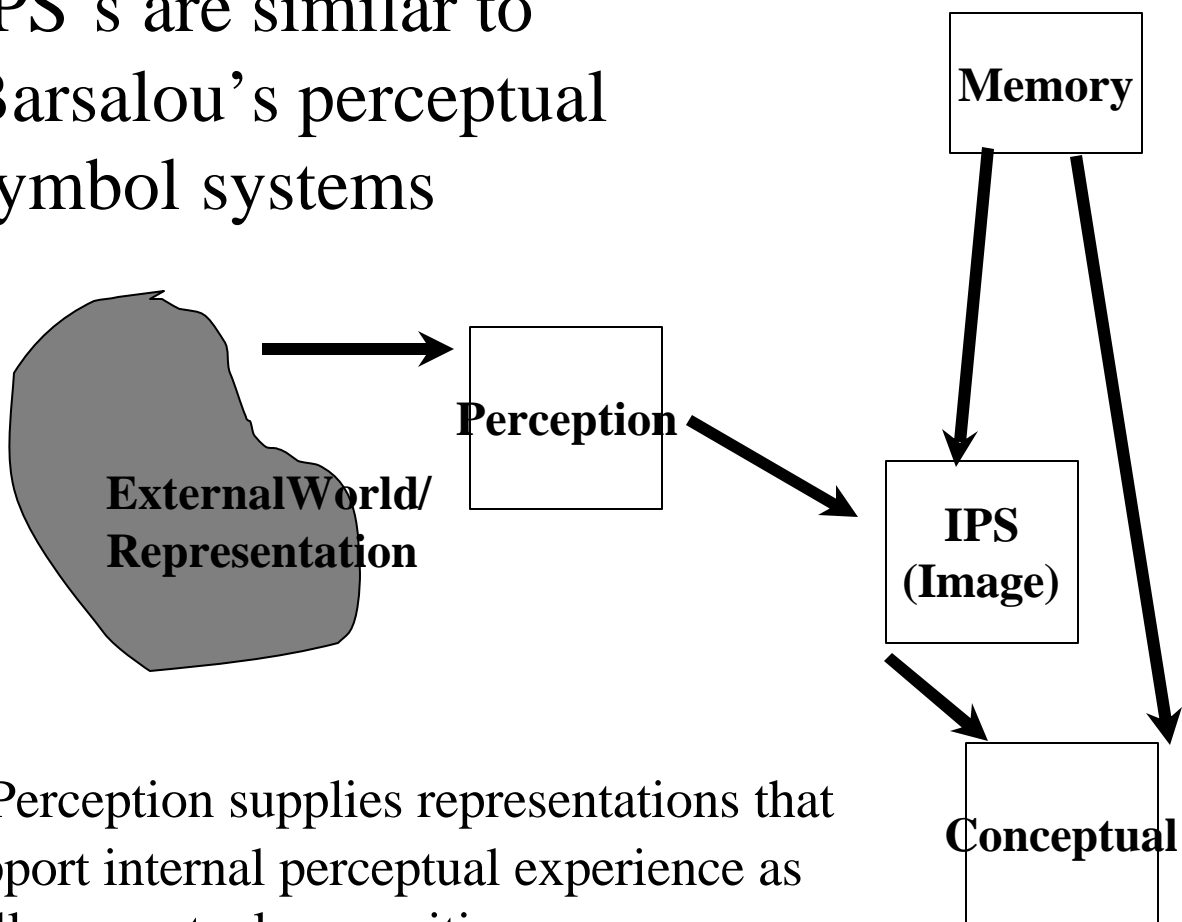 PS's are similar to
Barsalou's perceptual
ymbol systems
Memory
Perception
ExternalWorld/
Representation
IPS
(Image)
Conceptual
Perception supplies representations that
pport internal perceptual experience as